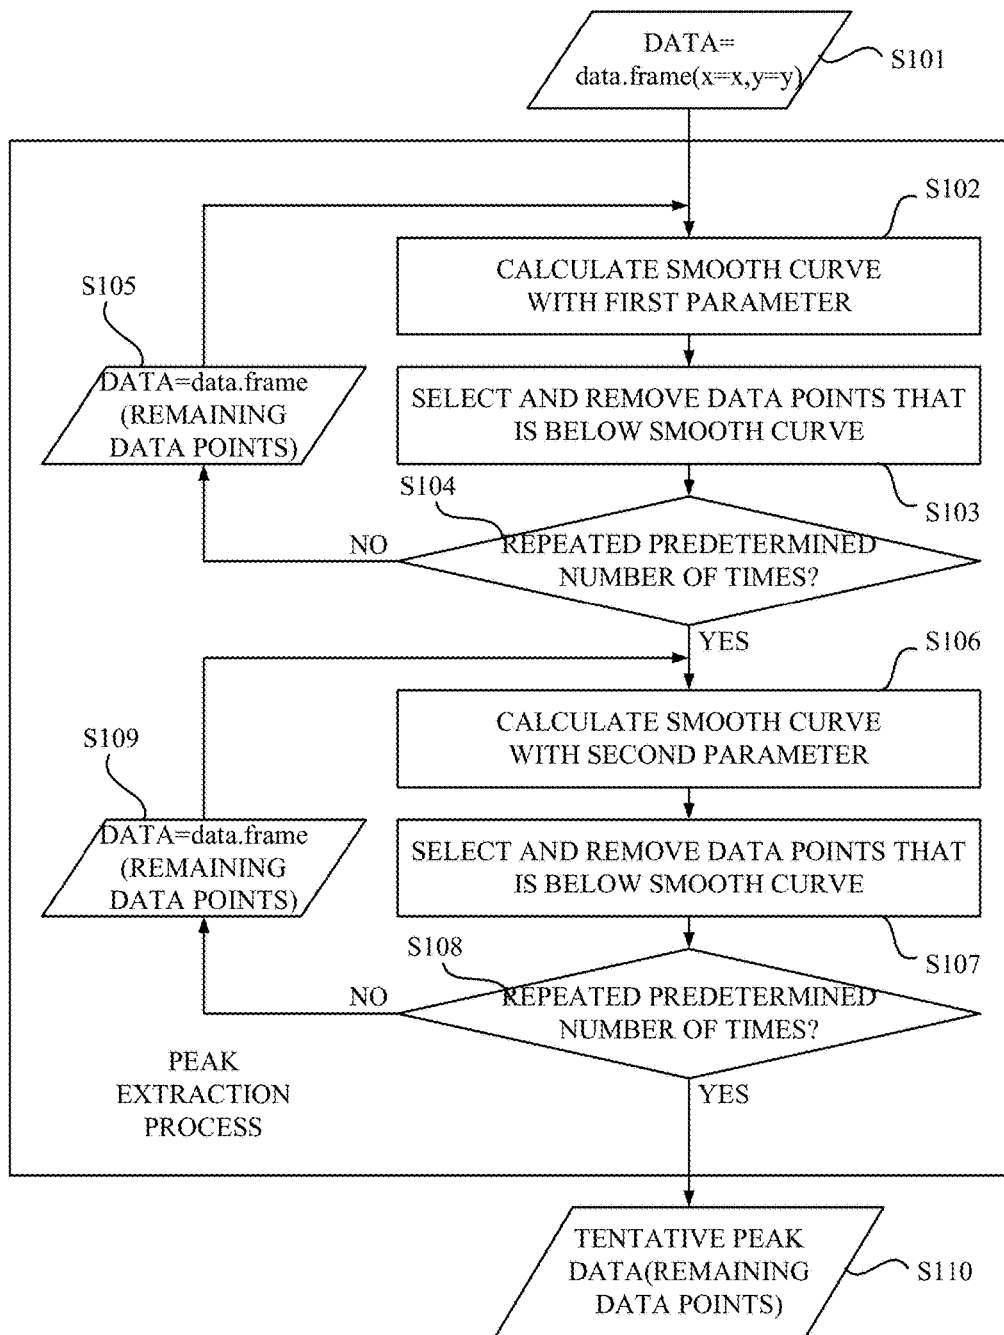 DATA=
data.frame(x=x,y=y)
S101
S102
CALCULATE SMOOTH CURVE
WITH FIRST PARAMETER
S105
DATA=data.frame
(REMAINING
DATA POINTS)
SELECT AND REMOVE DATA POINTS THAT
IS BELOW SMOOTH CURVE
S103
S104
NO
REPEATED PREDETERMINED
NUMBER OF TIMES?
YES
S106
CALCULATE SMOOTH CURVE
WITH SECOND PARAMETER
S109
DATA=data.frame
(REMAINING
DATA POINTS)
SELECT AND REMOVE DATA POINTS THAT
IS BELOW SMOOTH CURVE
S107
S108
NO
REPEATED PREDETERMINED
NUMBER OF TIMES?
YES
PEAK
EXTRACTION
PROCESS
TENTATIVE PEAK
DATA(REMAINING
DATA POINTS)
S110